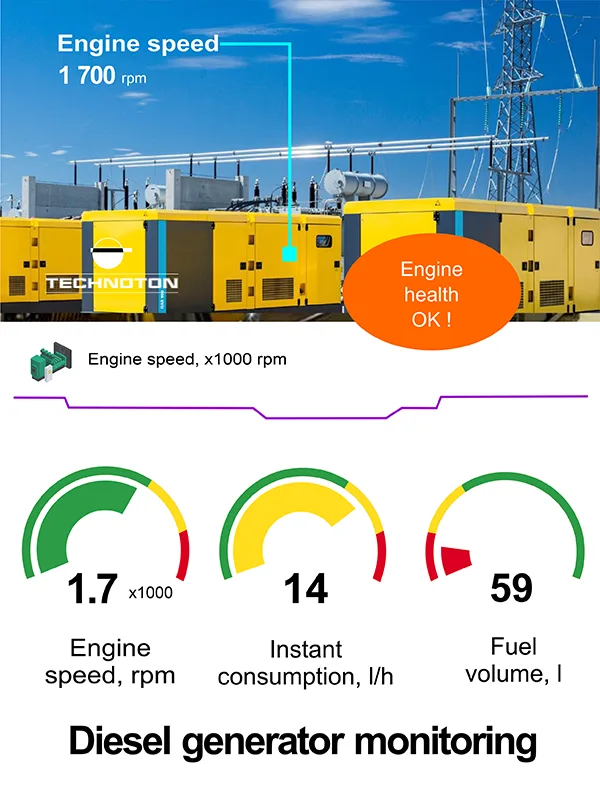 Engine speed
1 700 rpm
TECHNOTON
Engine
health
OK !
Engine speed, x1000 rpm
1.7 x1000
Engine
speed, rpm
14
Instant
consumption, l/h
59
Fuel
volume, l
Diesel generator monitoring